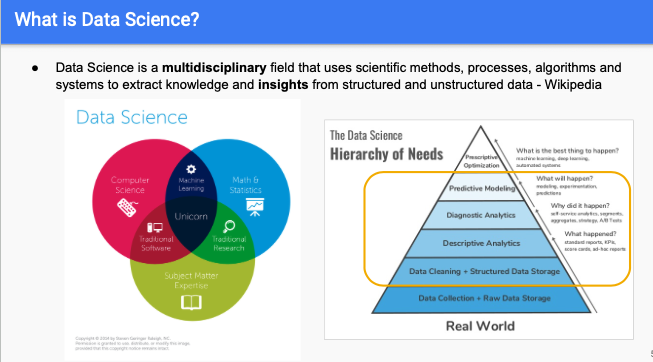 What is Data Science?
● Data Science is a multidisciplinary field that uses scientific methods, processes, algorithms and
systems to extract knowledge and insights from structured and unstructured data - Wikipedia
Data Science
Computer
Science
Machine
Learning
Math &
Statistics
Unicorn
Traditional
Software
Traditional
Research
Subject Matter
Expertise
Copyright © 2014 by Steven Geringer Raleigh, NC.
Permission is granted to use, distribute, or modify this image,
provided that this copyright notice remains intact.
The Data Science
Hierarchy of Needs
Prescriptive
Optimization
What is the best thing to happen?
machine learning, deep learning,
automated systems
Predictive Modeling
What will happen?
modeling, experimentation,
predictions
Diagnostic Analytics
Why did it happen?
self-service analytics, segments,
aggregates, strategy, A/B Tests
Descriptive Analytics
What happened?
standard reports, KPIs,
score cards, ad-hoc reports
Data Cleaning + Structured Data Storage
Data Collection + Raw Data Storage
Real World